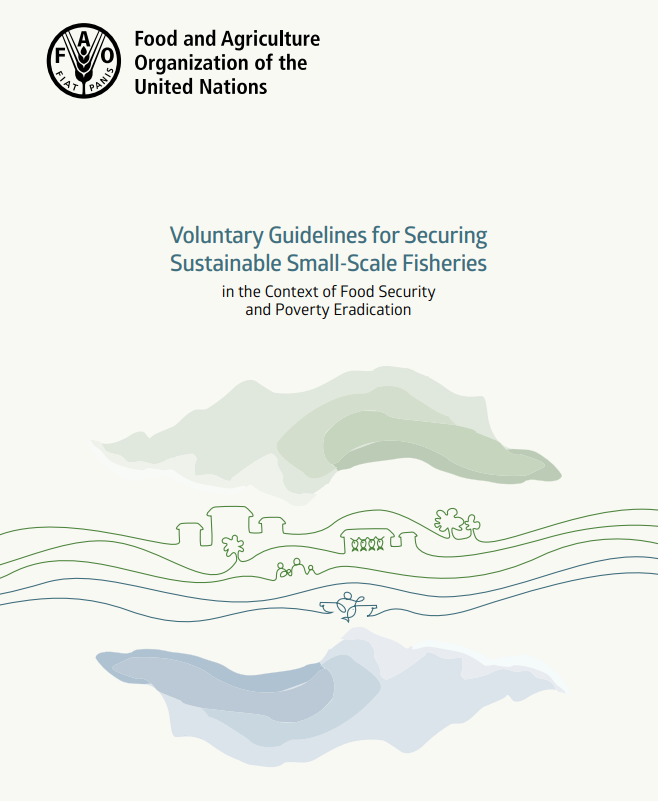 F A O
FIAT PANIS
Food and Agriculture
Organization of the
United Nations
Voluntary Guidelines for Securing
Sustainable Small-Scale Fisheries
in the Context of Food Security
and Poverty Eradication